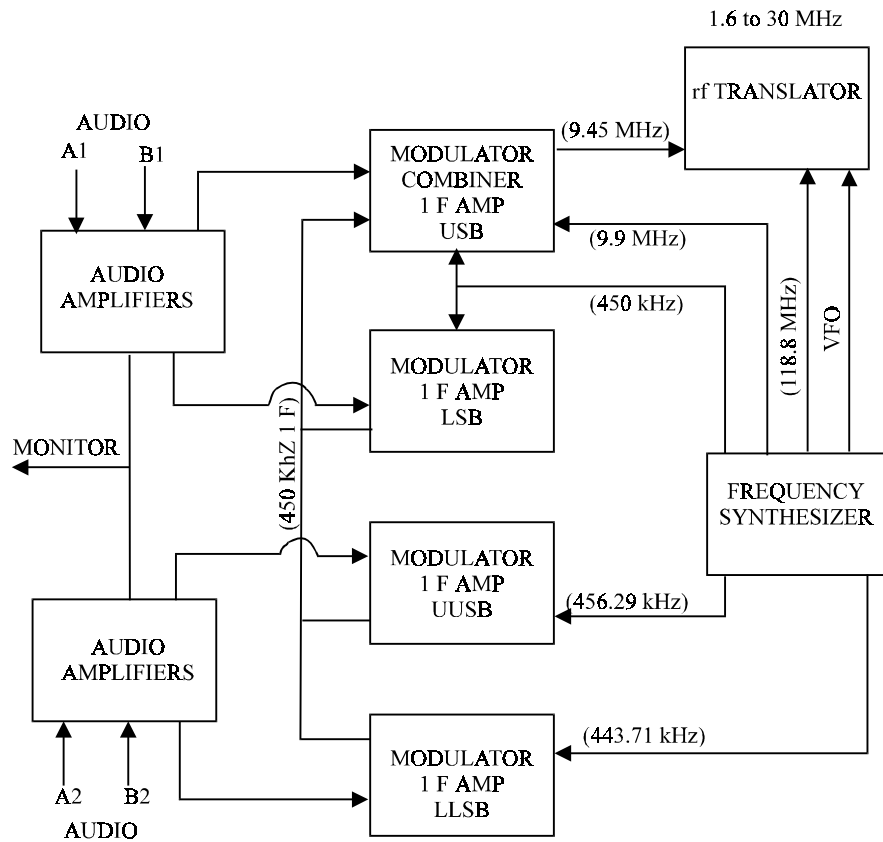 1.6 to 30 MHz
rf TRANSLATOR
AUDIO
A1
B1
(9.45 MHz)
MODULATOR
COMBINER
1 F AMP
USB
(9.9 MHz)
AUDIO
AMPLIFIERS
(450 kHz)
(118.8 MHz)
VFO
MODULATOR
1 F AMP
LSB
(450 KhZ 1 F)
MONITOR
FREQUENCY
SYNTHESIZER
MODULATOR
1 F AMP
UUSB
(456.29 kHz)
AUDIO
AMPLIFIERS
(443.71 kHz)
MODULATOR
1 F AMP
LLSB
A2
B2
AUDIO